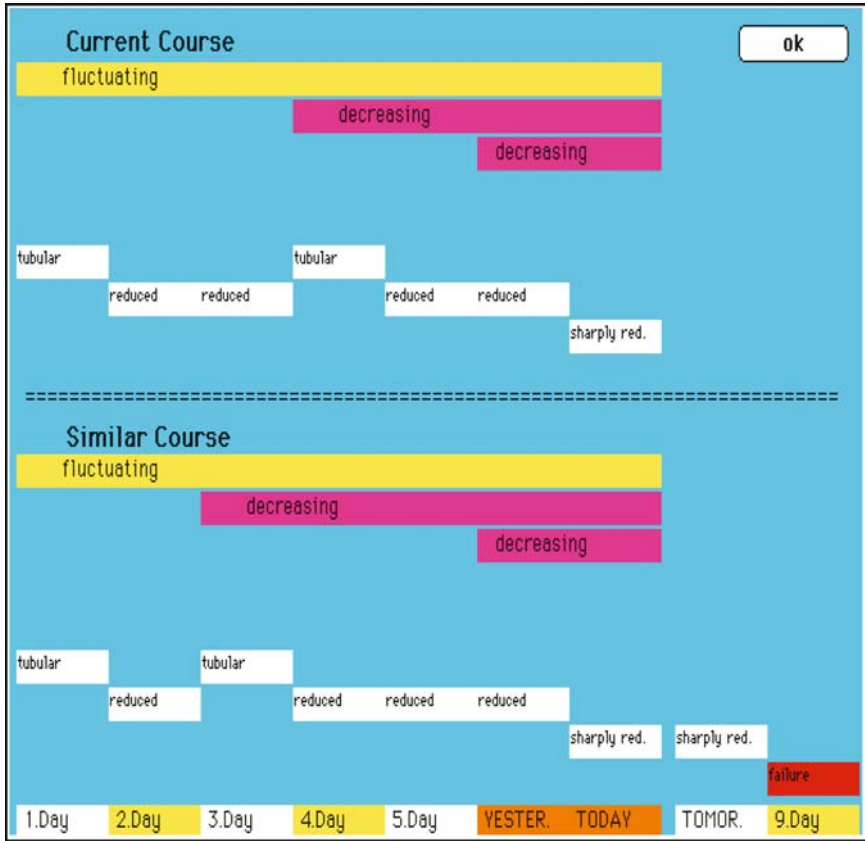 Current Course ok
fluctuating
decreasing
decreasing
tubular tubular
reduced reduced reduced reduced
sharply red.
===================================================================
Similar Course
fluctuating
decreasing
decreasing
tubular tubular
reduced reduced reduced reduced
sharply red. sharply red.
failure
1.Day 2.Day 3.Day 4.Day 5.Day YESTER. TODAY TOMOR. 9.Day